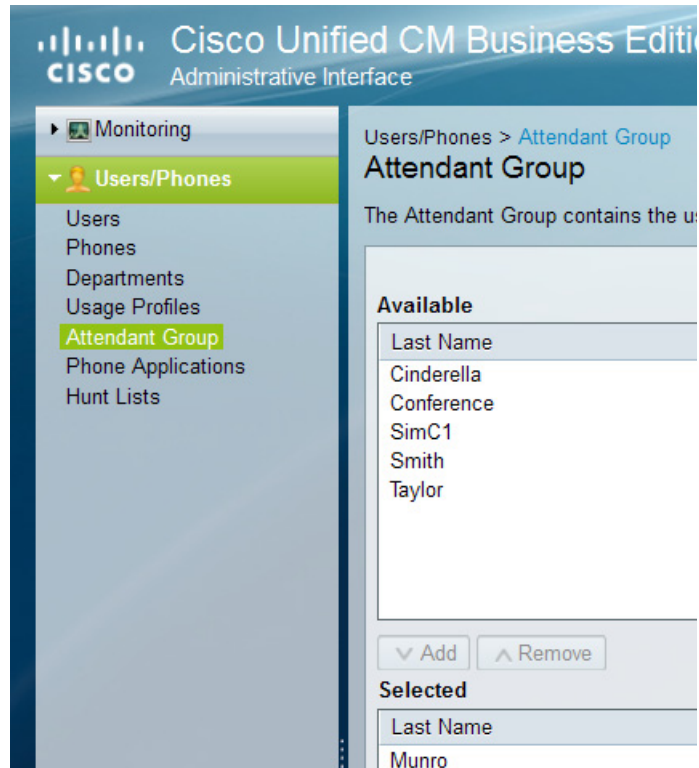 Cisco Unified CM Business Editi
CISCO
Administrative Interface
Monitoring
Users/Phones
Users
Phones
Departments
Usage Profiles
Attendant Group
Phone Applications
Hunt Lists
Users/Phones > Attendant Group
Attendant Group
The Attendant Group contains the us
Available
Last Name
Cinderella
Conference
SimC1
Smith
Taylor
Add Remove
Selected
Last Name
Munro